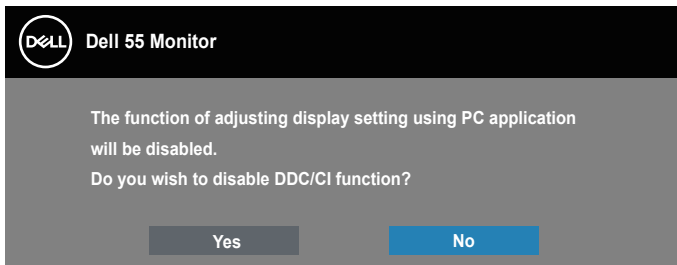 DELL
Dell 55 Monitor
The function of adjusting display setting using PC application
will be disabled.
Do you wish to disable DDC/CI function?
Yes No